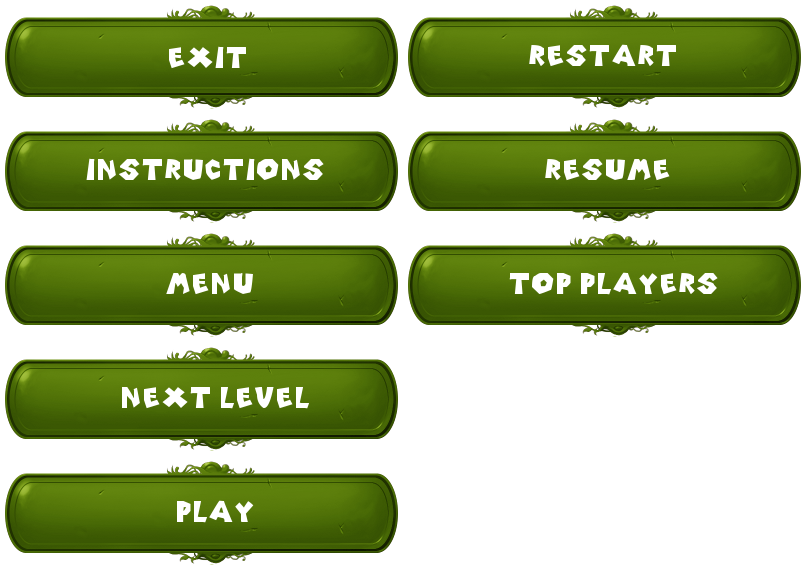 EXIT
RESTART
INSTRUCTIONS
RESUME
MENU
TOP PLAYERS
NEXT LEVEL
PLAY